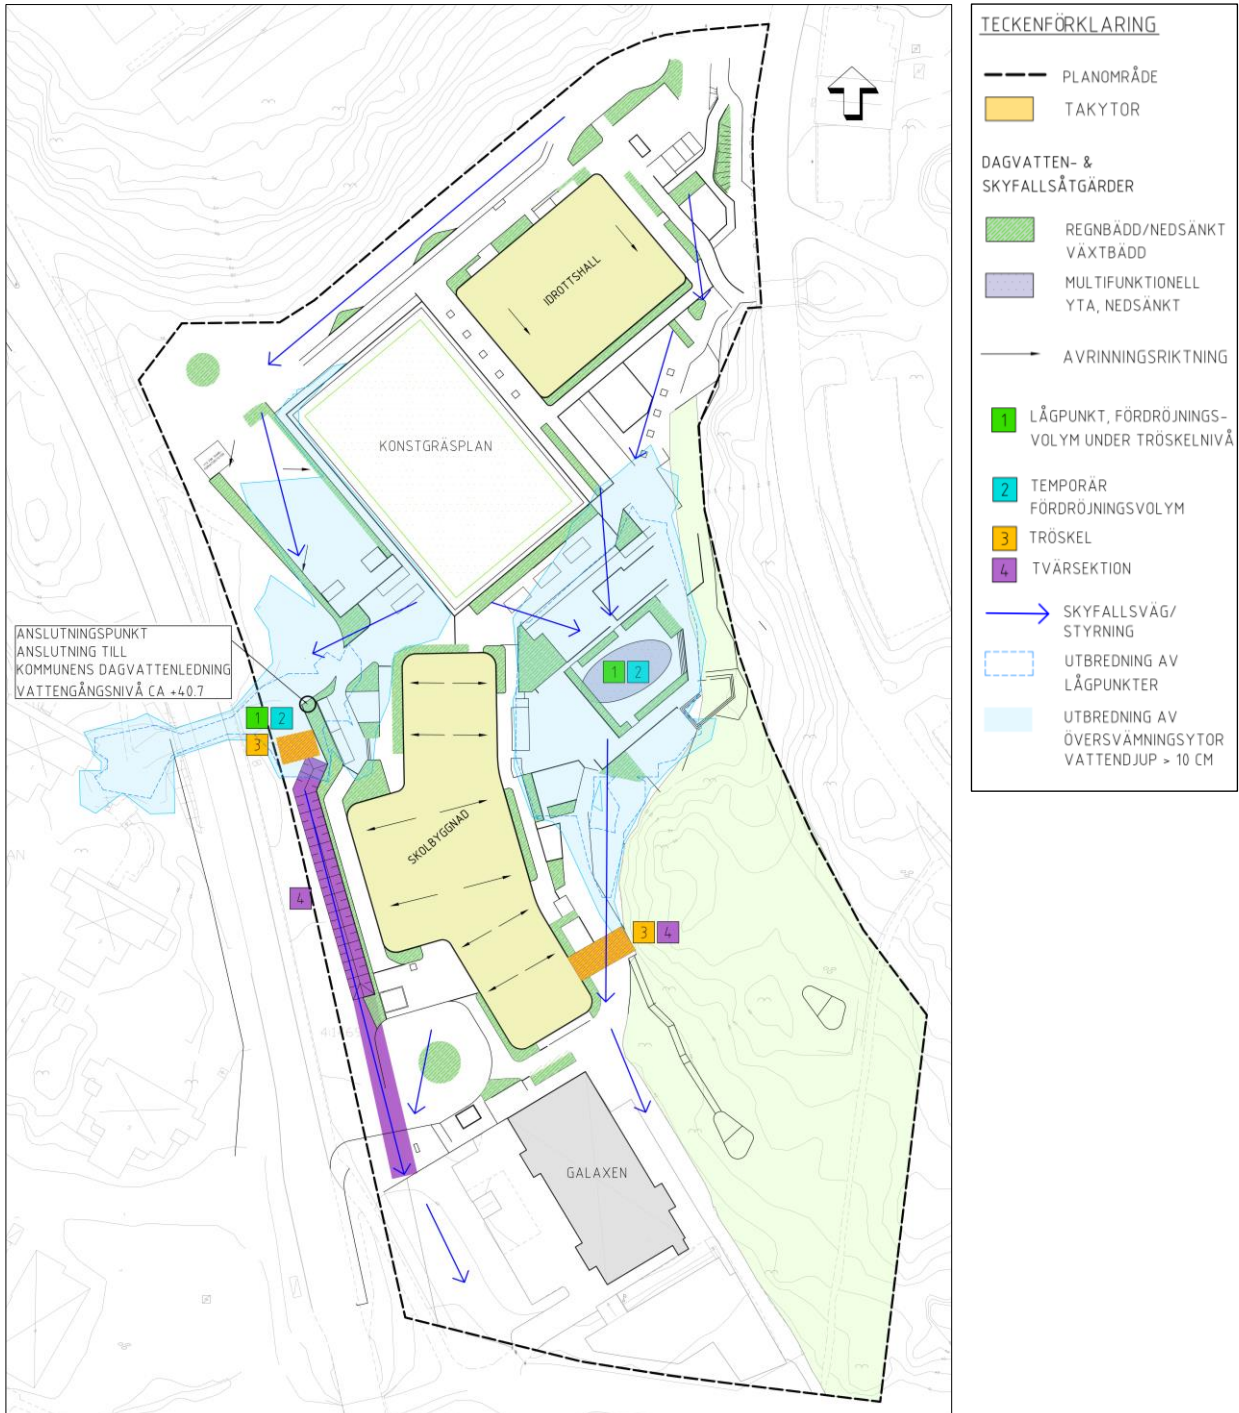 IDROTTSHALL
KONSTGRÄSPLAN
ANSLUTNINGSPUNKT
ANSLUTNING TILL
KOMMUNENS DAGVATTENLEDNING
VATTENGÅNGSNIVÅ CA +40.7
1 2
1 2
3
SKOLBYGGNAD
4
3 4
GALAXEN
TECKENFÖRKLARING
PLANOMRÅDE
TAKYTOR
DAGVATTEN- &
SKYFALLSÅTGÄRDER
REGNBÄDD/NEDSÄNKT
VÄXTBÄDD
MULTIFUNKTIONELL
YTA, NEDSÄNKT
AVRINNINGSRIKTNING
1 LÅGPUNKT, FÖRDRÖJNINGS-
VOLYM UNDER TRÖSKELNIVÅ
2 TEMPORÄR
FÖRDRÖJNINGSVOLYM
3 TRÖSKEL
4 TVÄRSEKTION
SKYFALLSVÄG/
STYRNING
UTBREDNING AV
LÅGPUNKTER
UTBREDNING AV
ÖVERSVÄMNINGSYTOR
VATTENDJUP > 10 CM